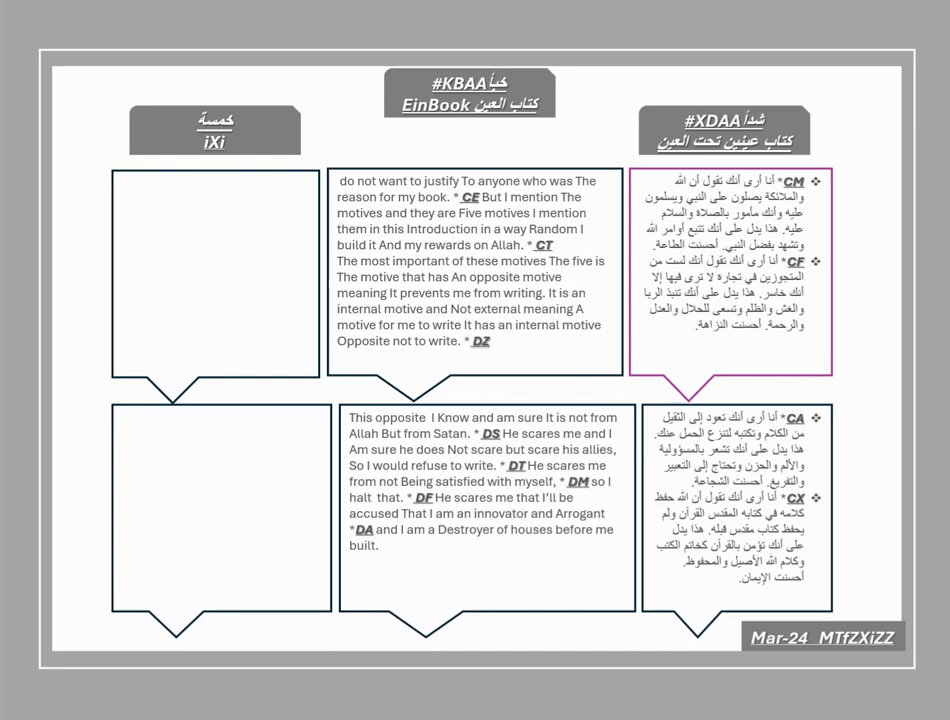 #KBAA خبأ
EinBook كتاب العين
خمسة
iXi
#XDAA شدأ
كتاب عينين تحت العين
do not want to justify To anyone who was The
reason for my book. * CE But I mention The
motives and they are Five motives I mention
them in this Introduction in a way Random I
build it And my rewards on Allah. * CT
The most important of these motives The five is
The motive that has An opposite motive
meaning It prevents me from writing. It is an
internal motive and Not external meaning A
motive for me to write It has an internal motive
Opposite not to write. * DZ
❖ CM* أنا أرى أنك تقول أن الله
والملائكة يصلون على النبي ويسلمون
عليه وأنك مأمور بالصلاة والسلام
عليه. هذا يدل على أنك تتبع أوامر الله
وتشهد بفضل النبي. أحسنت الطاعة.
❖ CF* أنا أرى أنك تقول أنك لست من
المتجوزين في تجارة لا ترى فيها إلا
أنك خاسر. هذا يدل على أنك تنبذ الربا
والغش والظلم وتسعى للحلال والعدل
والرحمة. أحسنت النزاهة.
This opposite I Know and am sure It is not from
Allah But from Satan. * DS He scares me and I
Am sure he does Not scare but scare his allies,
So I would refuse to write. * DT He scares me
from not Being satisfied with myself, * DM so I
halt that. * DF He scares me that I'll be
accused That I am an innovator and Arrogant
*DA and I am a Destroyer of houses before me
built.
❖ CA* أنا أرى أنك تعود إلى الثقيل
من الكلام وتكتبه لتنزع الحمل عنك.
هذا يدل على أنك تشعر بالمسؤولية
والألم والحزن وتحتاج إلى التعبير
والتفريغ. أحسنت الشجاعة.
❖ CX* أنا أرى أنك تقول أن الله حفظ
كلامه في كتابه المقدس القرآن ولم
يحفظ كتاب مقدس قبله. هذا يدل
على أنك تؤمن بالقرآن كخاتم الكتب
وكلام الله الأصيل والمحفوظ.
أحسنت الإيمان.
Mar-24 MTfZXiZZ